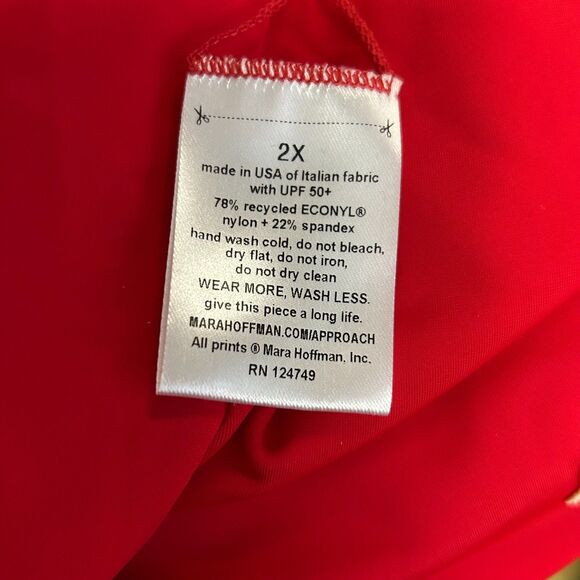 2X
made in USA of Italian fabric
with UPF 50+
78% recycled ECONYL®
nylon + 22% spandex
hand wash cold, do not bleach,
dry flat, do not iron,
do not dry clean
WEAR MORE, WASH LESS.
give this piece a long life.
MARAHOFFMAN.COM/APPROACH
All prints ® Mara Hoffman, Inc.
RN 124749